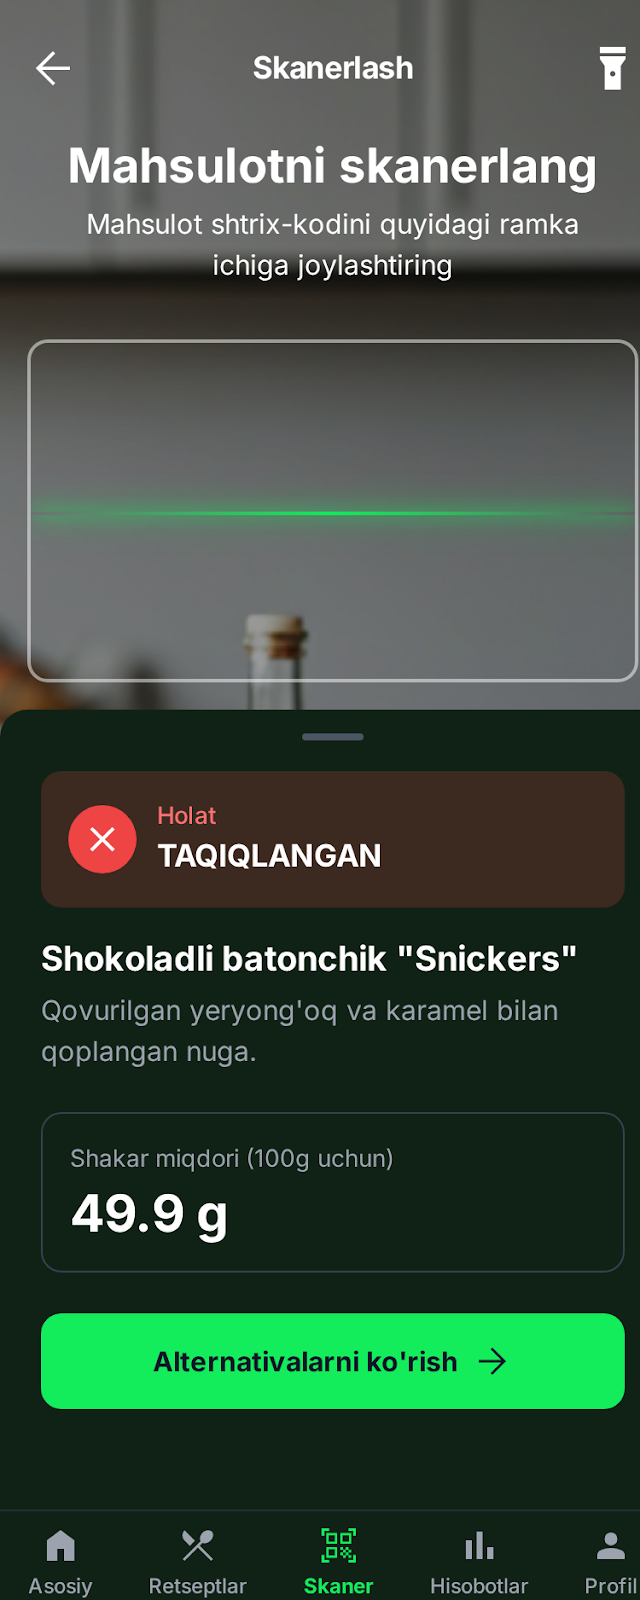 Skanerlash
Mahsulotni skanerlang
Mahsulot shtrix-kodini quyidagi ramka
ichiga joylashtiring
Holat
TAQIQLANGAN
Shokoladli batonchik "Snickers"
Qovurilgan yeryong'oq va karamel bilan
qoplangan nuga.
Shakar miqdori (100g uchun)
49.9 g
Alternativalarni ko'rish
Asosiy
Retseptlar
Skaner
Hisobotlar
Profil